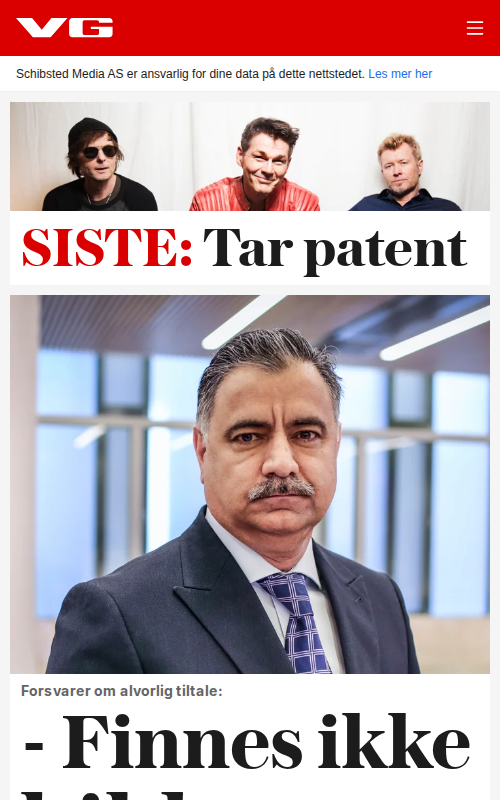 VG
Schibsted Media AS er ansvarlig for dine data på dette nettstedet. Les mer her
SISTE: Tar patent
Forsvarer om alvorlig tiltale:
- Finnes ikke